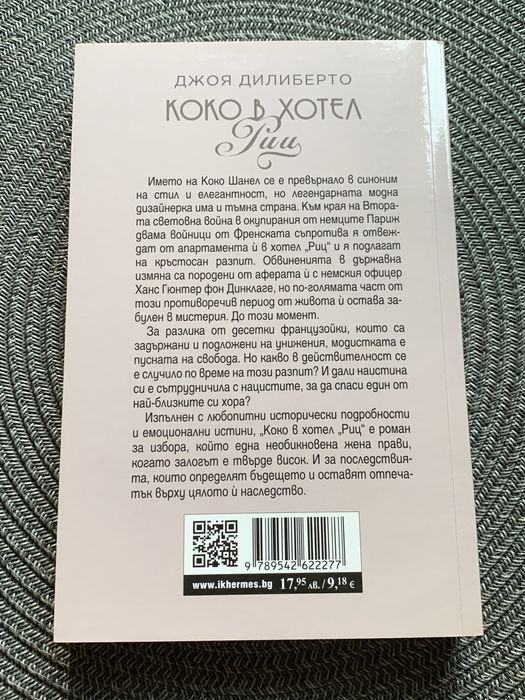 ДЖОЯ ДИЛИБЕРТО
КОКО В ХОТЕЛ
Риц
Името на Коко Шанел се е превърнало в синоним
на стил и елегантност, но легендарната модна
дизайнерка има и тъмна страна. Към края на Втора-
та световна война в окупирания от немците Париж
двама войници от Френската съпротива я отвеж-
дат от апартамента ѝ в хотел „Риц“ и я подлагат
на кръстосан разпит. Обвиненията в държавна
измяна са породени от аферата ѝ с немския офицер
Ханс Гюнтер фон Динклаге, но по-голямата част от
този противоречив период от живота ѝ остава за-
булен в мистерия. До този момент.
За разлика от десетки французойки, които са
задържани и подложени на унижения, модистката е
пусната на свобода. Но какво в действителност се
е случило по време на този разпит? И дали наистина
си е сътрудничила с нацистите, за да спаси един от
най-близките си хора?
Изпълнен с любопитни исторически подробности
и емоционални истини, „Коко в хотел „Риц“ е роман
за избора, който една необикновена жена прави,
когато залогът е твърде висок. И за последствия-
та, които определят бъдещето и оставят отпеча-
тък върху цялото ѝ наследство.
9 789542 622277
www.ikhermes.bg 17,95 лв. / 9,18 €